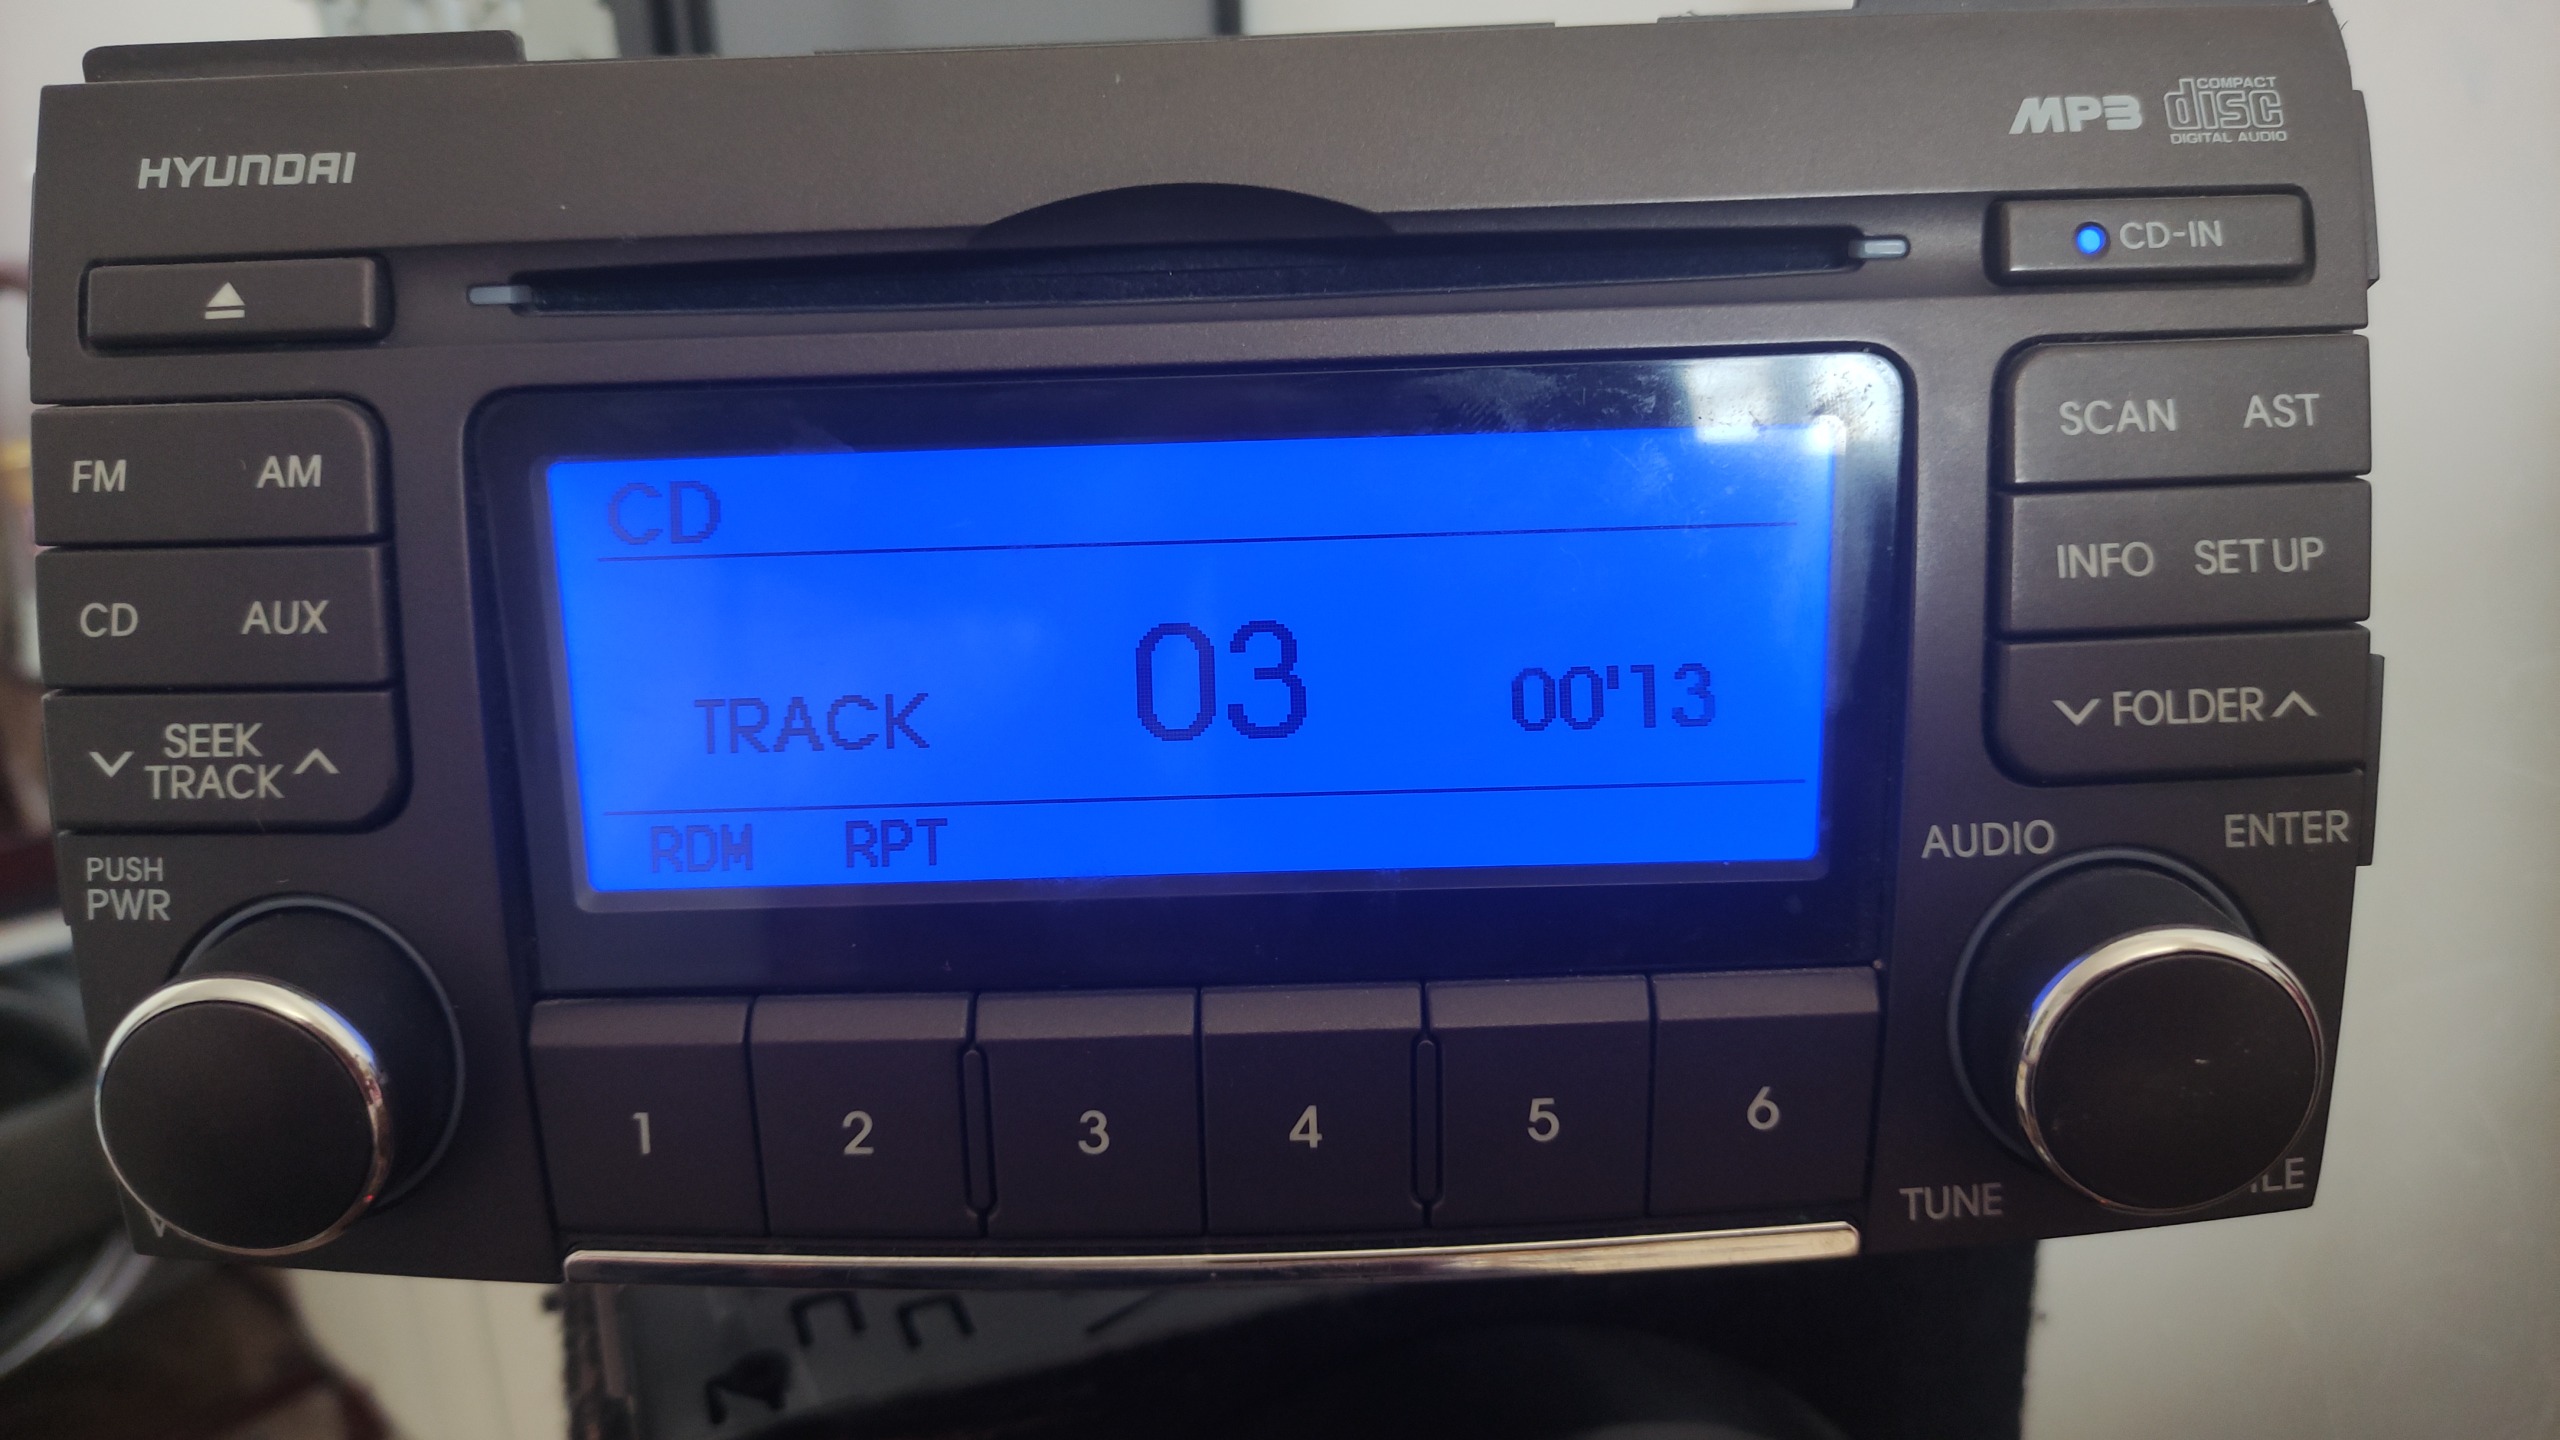 HYUNDAI
MP3 COMPACT disc DIGITAL AUDIO
CD-IN
FM AM
CD AUX
SEEK
TRACK
PUSH
PWR
CD
TRACK 03 00'13
RDM RPT
SCAN AST
INFO SETUP
FOLDER
AUDIO ENTER
TUNE
1 2 3 4 5 6